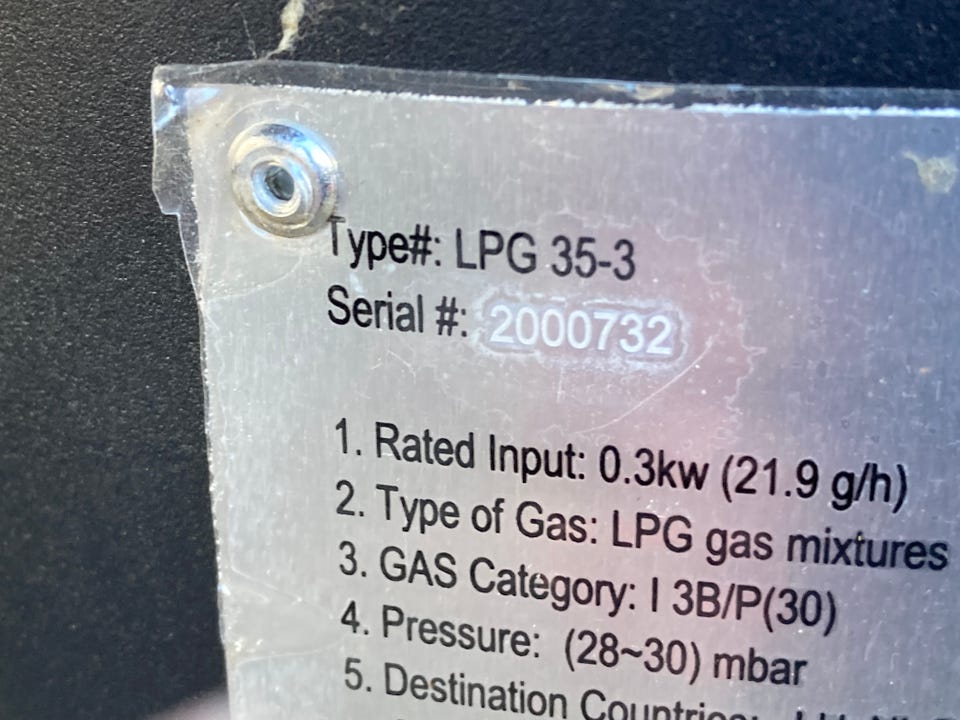 Type#: LPG 35-3
Serial #: 2000732
1. Rated Input: 0.3kw (21.9 g/h)
2. Type of Gas: LPG gas mixtures
3. GAS Category: I 3B/P(30)
4. Pressure: (28~30) mbar
5. Destination Countries: